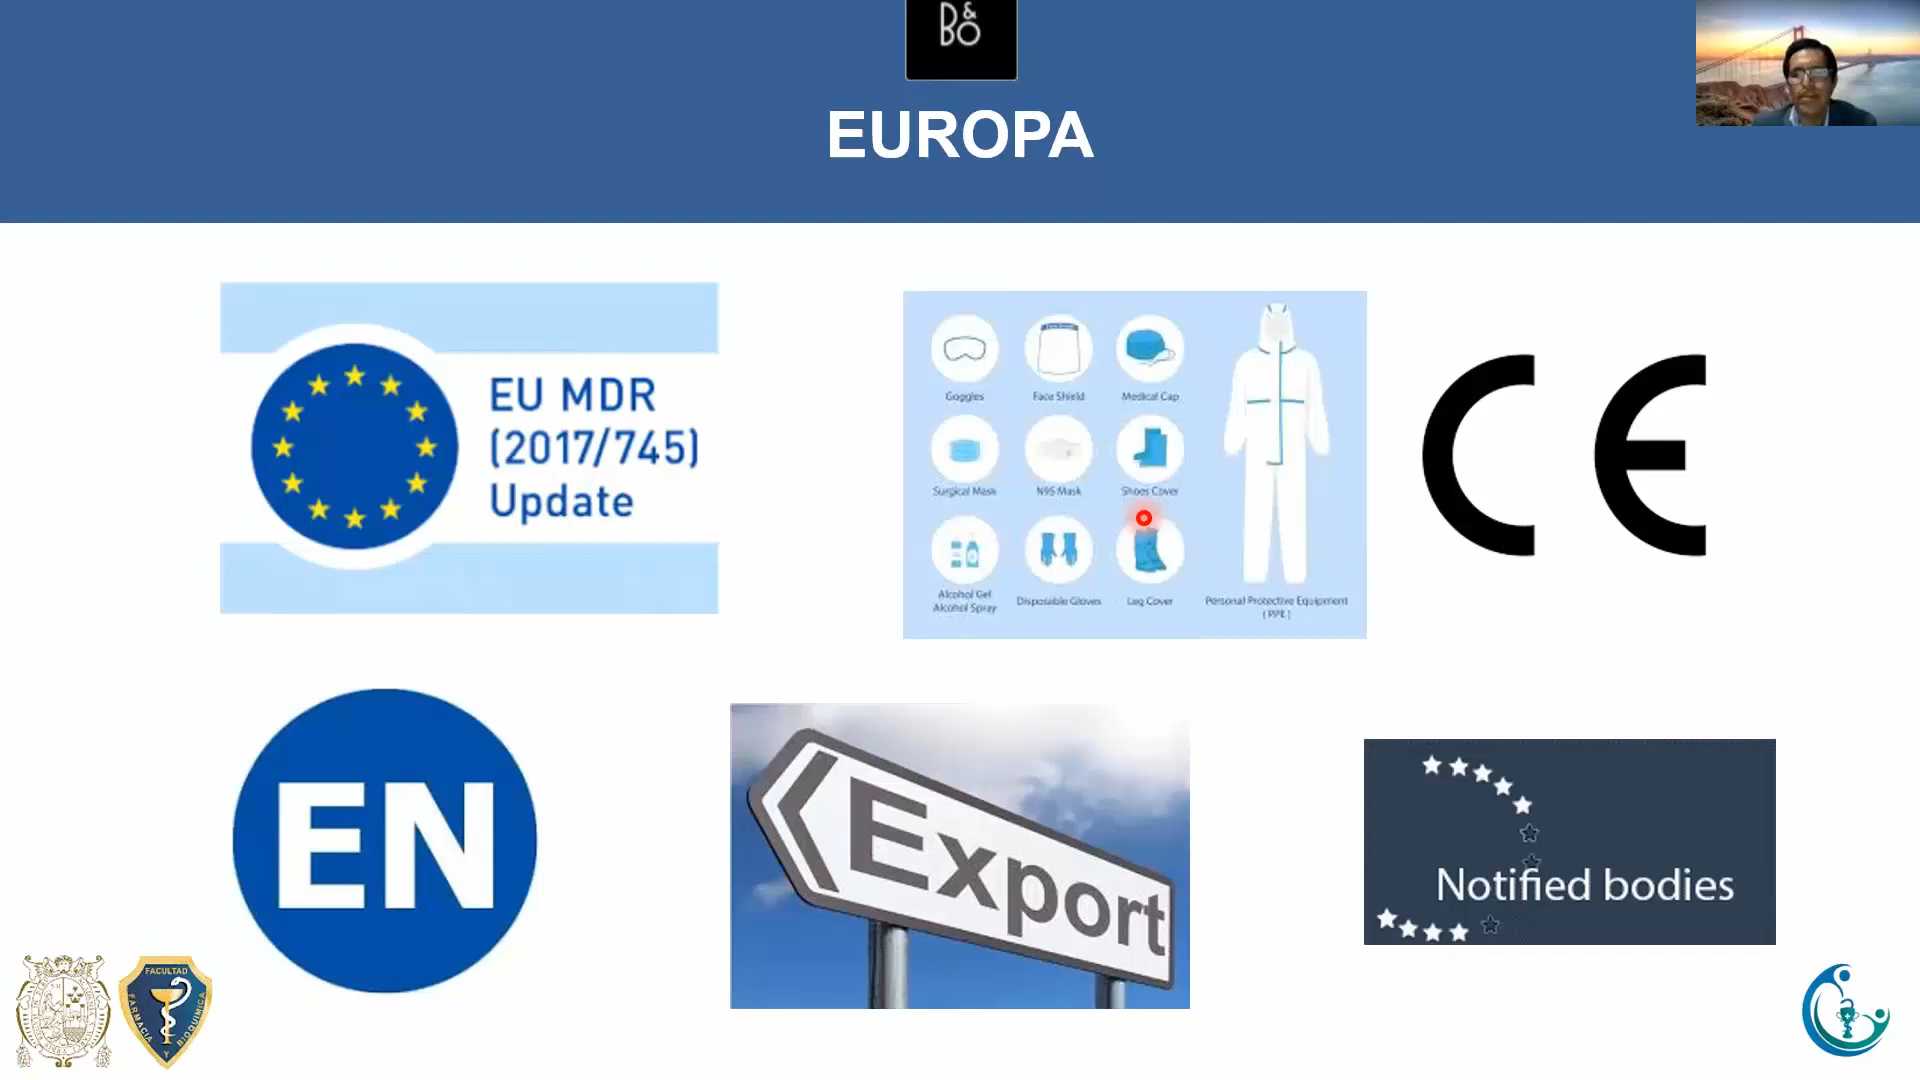 B&O
EUROPA
EU MDR
(2017/745)
Update
Goggles
Face Shield
Medical Cap
Surgical Mask
N95 Mask
Shoes Cover
Alcohol Gel
Alcohol Spray
Disposable Gloves
Leg Cover
Personal Protective Equipment
( PPE )
CE
EN
Export
Notified bodies
FACULTAD
FARMACIA Y BIOQUIMICA